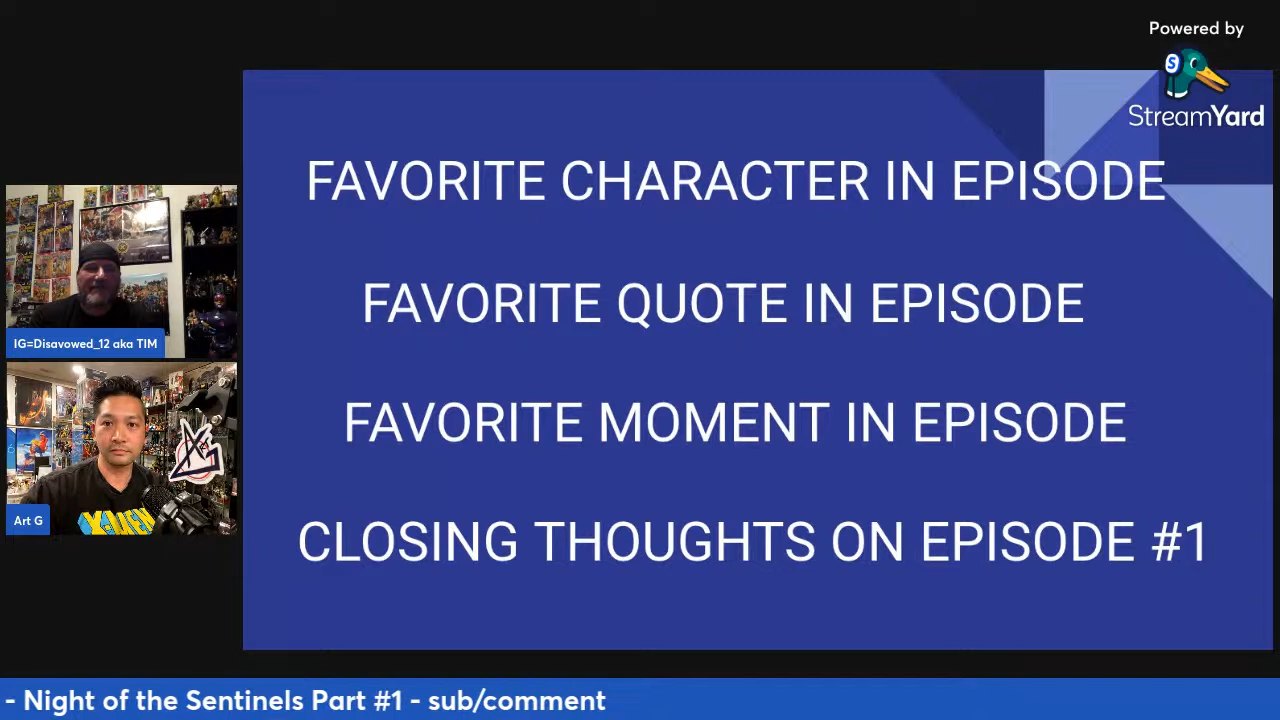 Powered by
S
StreamYard
FAVORITE CHARACTER IN EPISODE
FAVORITE QUOTE IN EPISODE
FAVORITE MOMENT IN EPISODE
CLOSING THOUGHTS ON EPISODE #1
IG=Disavowed_12 aka TIM
X-MEN
Art G
- Night of the Sentinels Part #1 - sub/comment